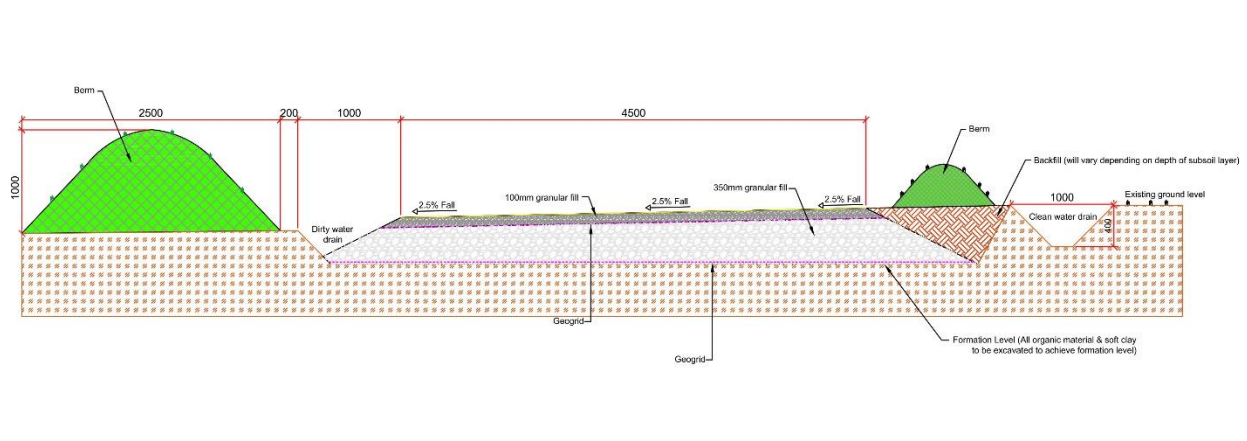 Berm
2500
200
1000
4500
Berm
Backfill (will vary depending on depth of subsoil layer)
1000
350mm granular fill
1000
Existing ground level
100mm granular fill
2.5% Fall
2.5% Fall
2.5% Fall
Clean water drain
400
Dirty water
drain
Geogrid
Formation Level (All organic material & soft clay
to be excavated to achieve formation level)
Geogrid